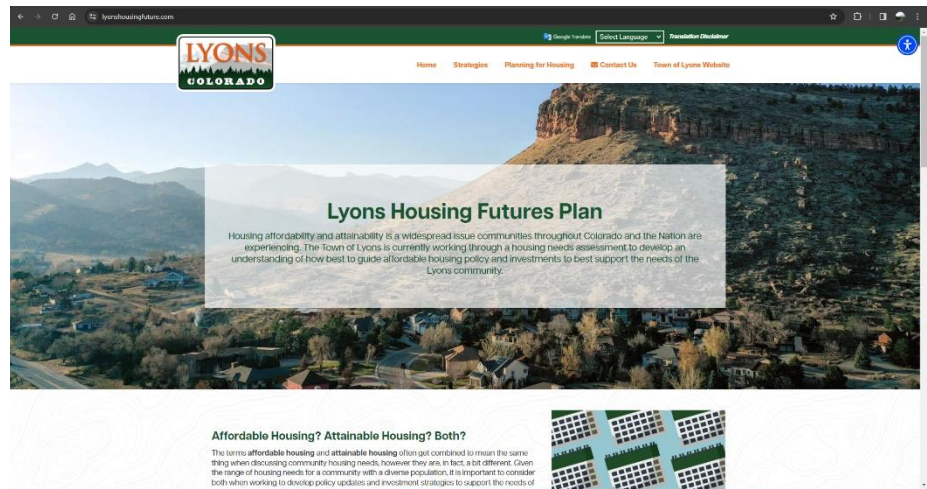 lyonshousingfuture.com
Google Translate Select Language Translation Disclaimer
LYONS
COLORADO
Home Strategies Planning for Housing Contact Us Town of Lyons Website
Lyons Housing Futures Plan
Housing affordability and attainability is a widespread issue communities throughout Colorado and the Nation are
experiencing. The Town of Lyons is currently working through a housing needs assessment to develop an
understanding of how best to guide affordable housing policy and investments to best support the needs of the
Lyons community.
Affordable Housing? Attainable Housing? Both?
The terms affordable housing and attainable housing often get combined to mean the same
thing when discussing community housing needs, however they are, in fact, a bit different. Given
the range of housing needs for a community with a diverse population, it is important to consider
both when working to develop policy updates and investment strategies to support the needs of